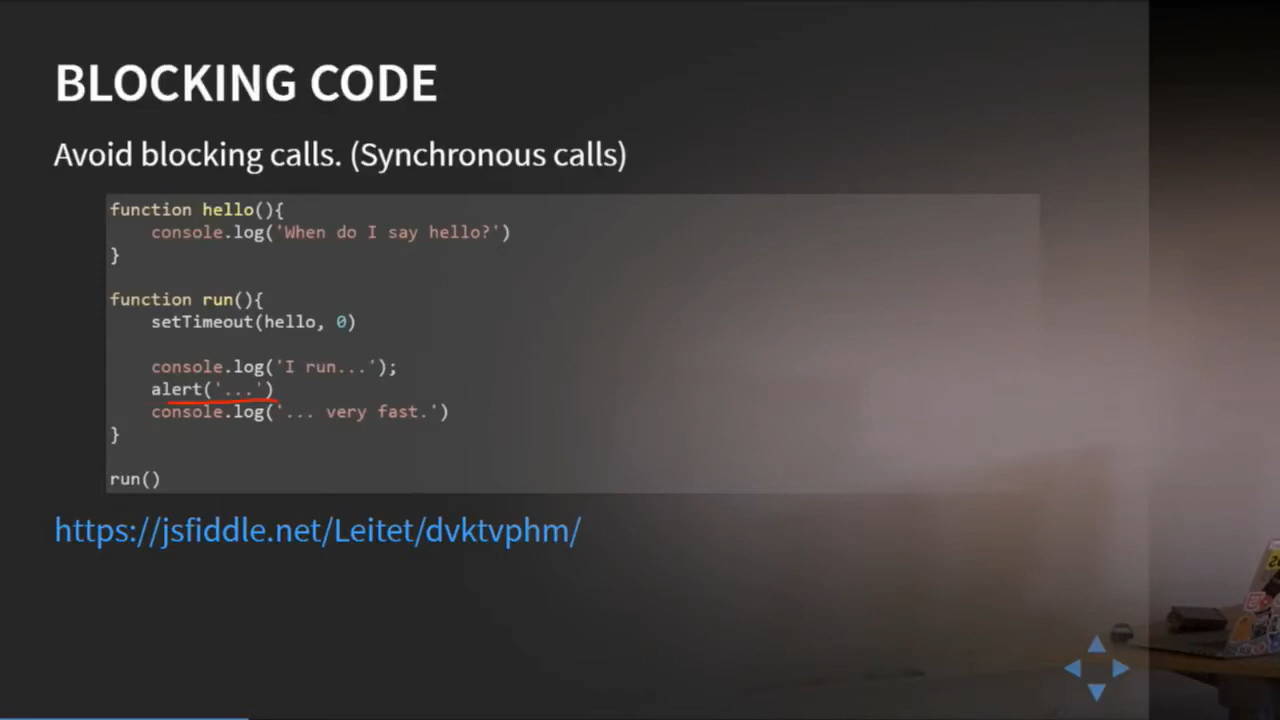 BLOCKING CODE
Avoid blocking calls. (Synchronous calls)
function hello(){
    console.log('When do I say hello?')
}
function run(){
    setTimeout(hello, 0)
    console.log('I run...');
    alert('...')
    console.log('... very fast.')
}
run()
https://jsfiddle.net/Leitet/dvktvphm/